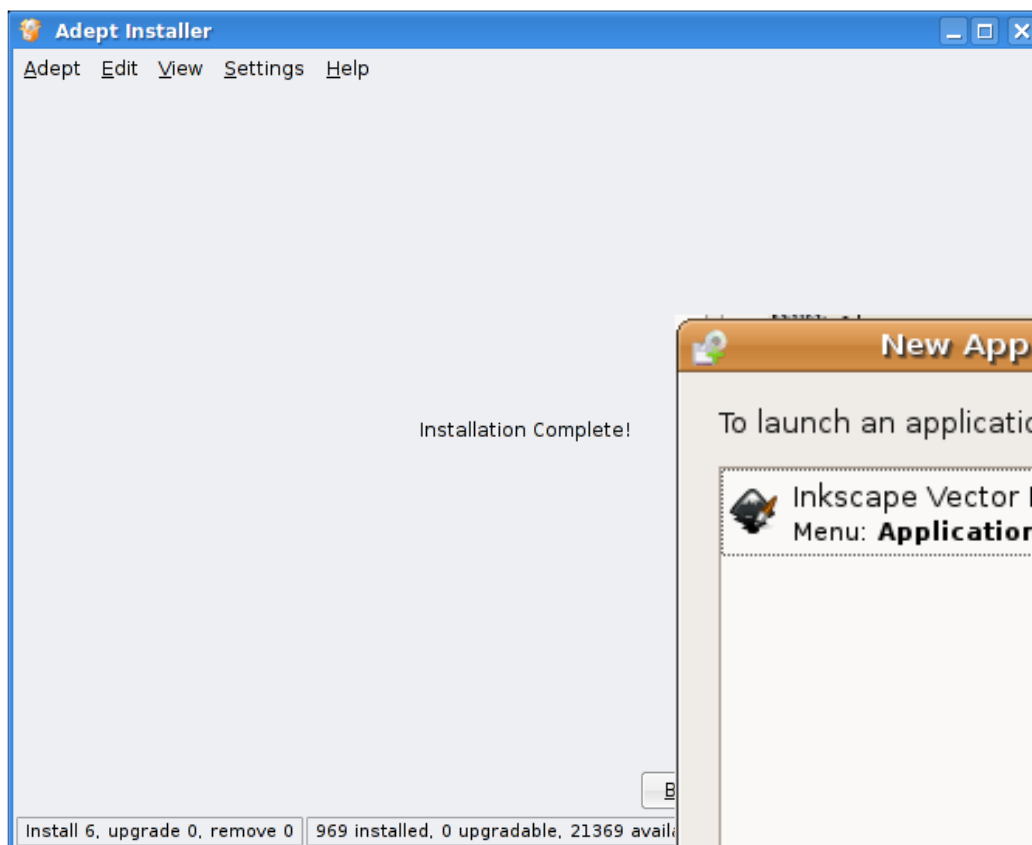 Adept Installer
Adept Edit View Settings Help
Installation Complete!
New App
To launch an applicatio
Inkscape Vector
Menu: Application
B
Install 6, upgrade 0, remove 0 969 installed, 0 upgradable, 21369 availa